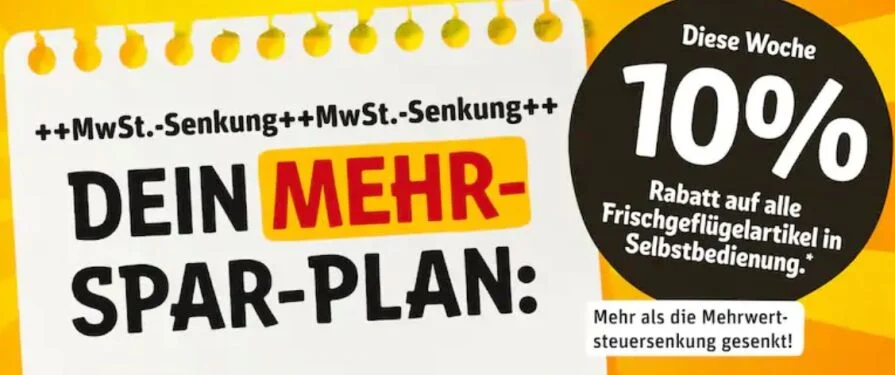 ++MwSt.-Senkung++MwSt.-Senkung++
DEIN MEHR-
SPAR-PLAN:
Diese Woche
10%
Rabatt auf alle
Frischgeflügelartikel in
Selbstbedienung.*
Mehr als die Mehrwert-
steuersenkung gesenkt!